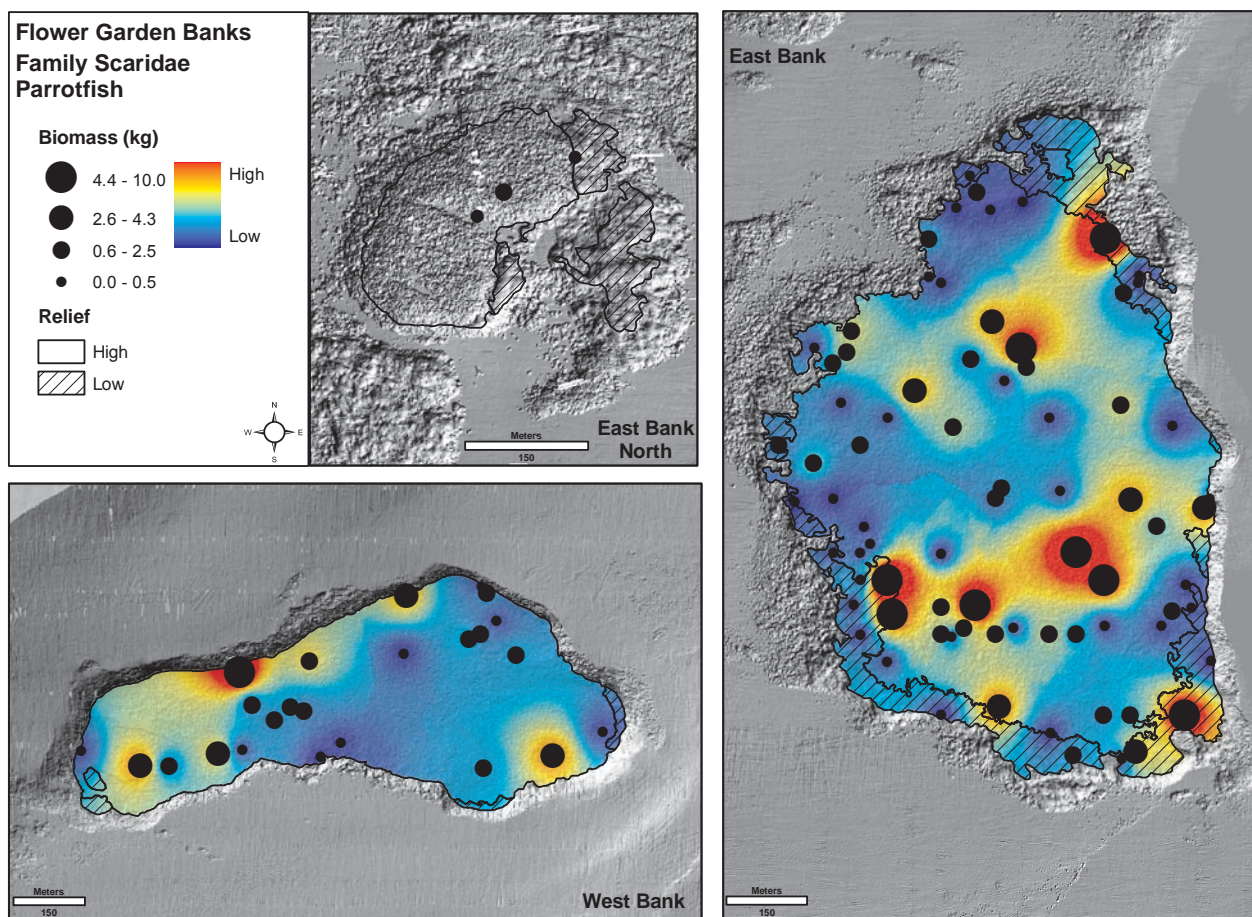 Flower Garden Banks
Family Scaridae
Parrotfish
Biomass (kg)
4.4 - 10.0
2.6 - 4.3
0.6 - 2.5
0.0 - 0.5
High
Low
Relief
High
Low
N
W E
S
Meters
150
East Bank
North
East Bank
Meters
150
Meters
150
West Bank